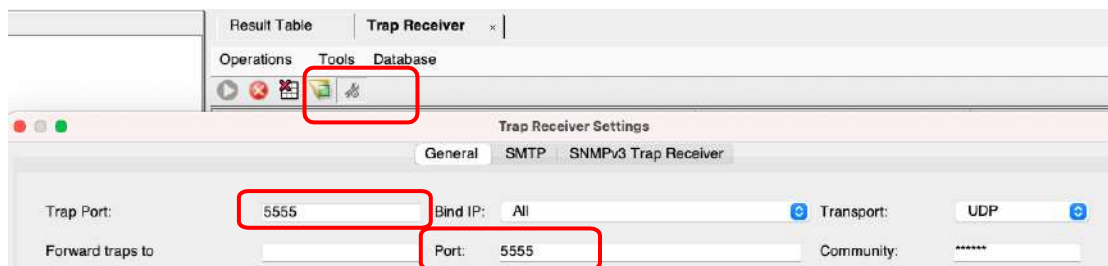 Result Table Trap Receiver ×
Operations Tools Database
Trap Receiver Settings
General SMTP SNMPv3 Trap Receiver
Trap Port: 5555 Bind IP: All Transport: UDP
Forward traps to Port: 5555 Community: ******